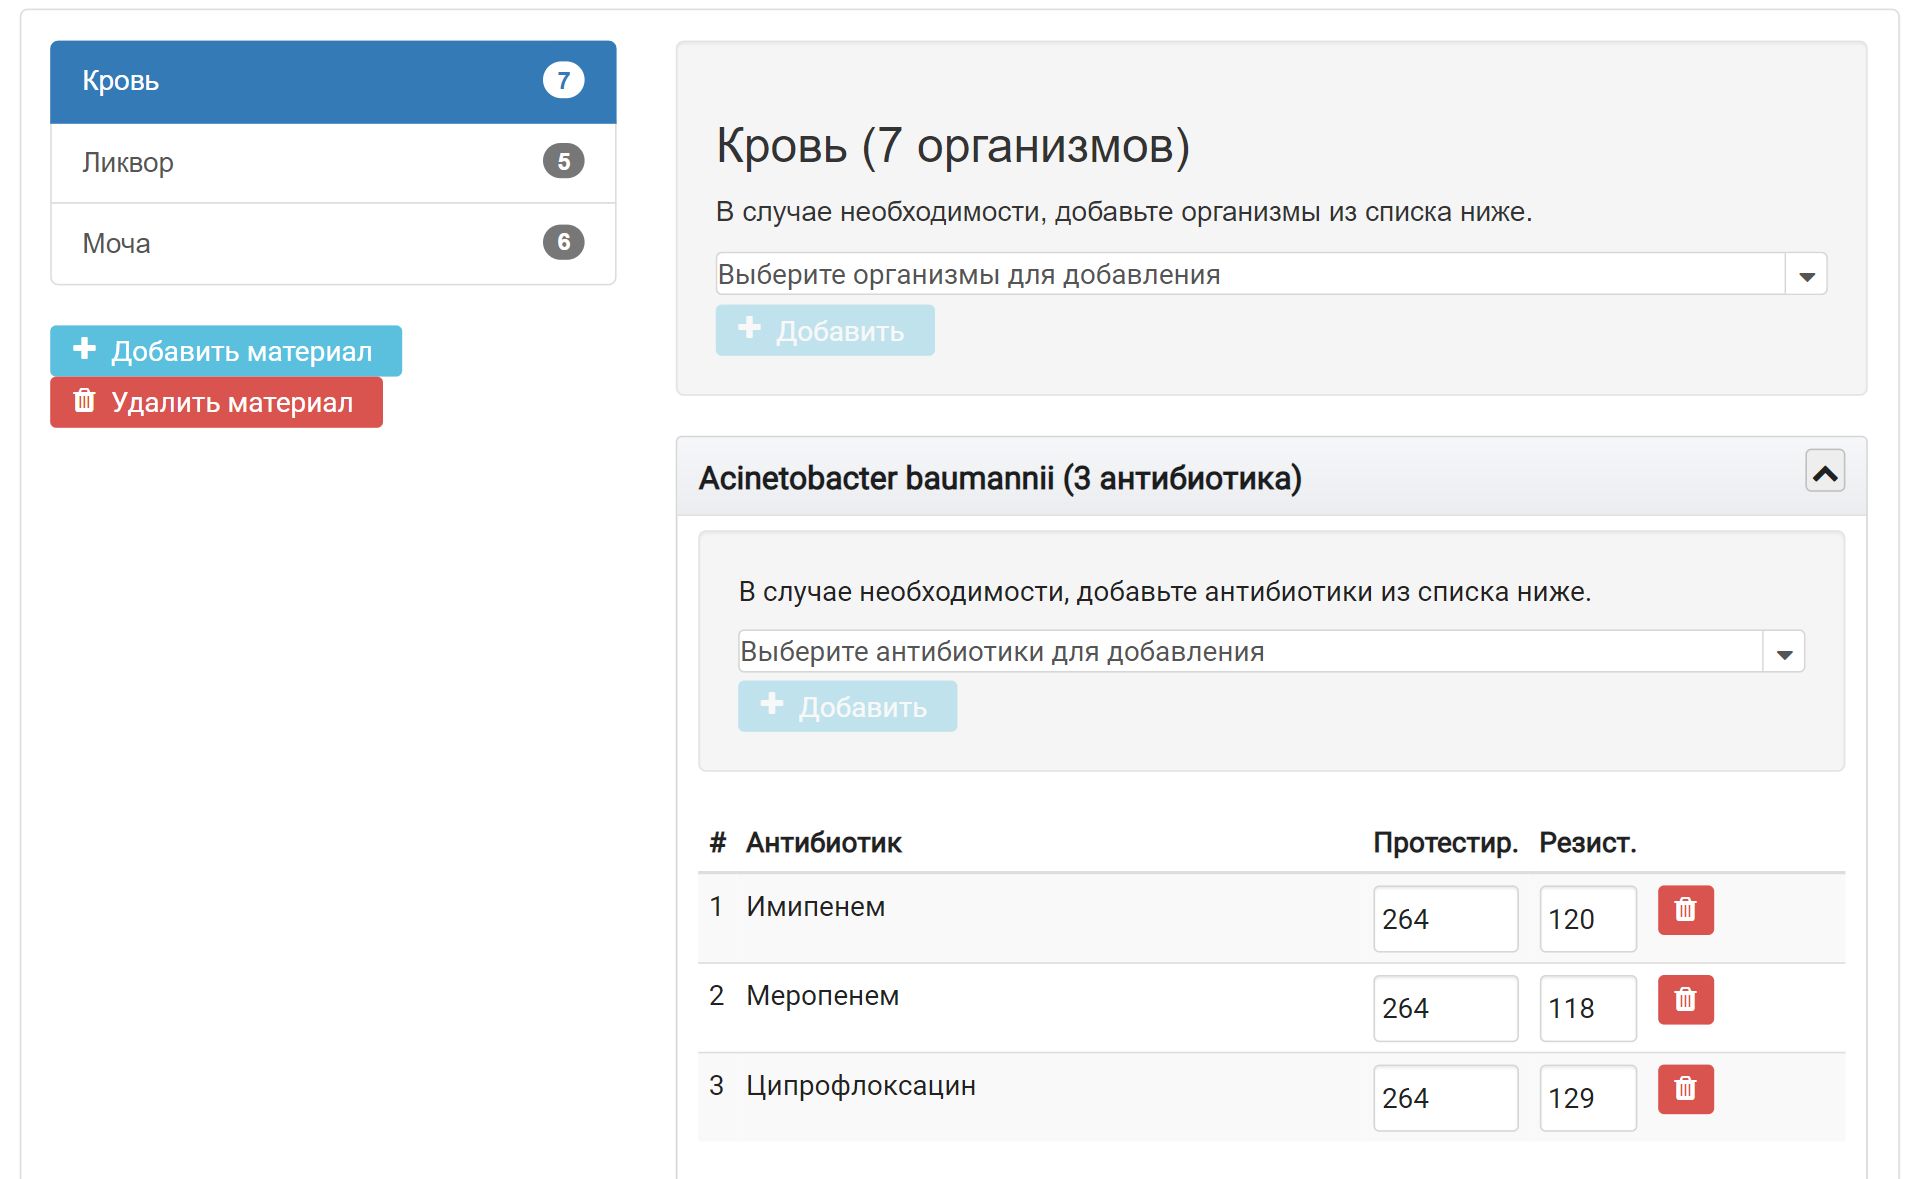 Кровь 7
Ликвор 5
Моча 6
Добавить материал
Удалить материал
Кровь (7 организмов)
В случае необходимости, добавьте организмы из списка ниже.
Выберите организмы для добавления
Добавить
Acinetobacter baumannii (3 антибиотика)
В случае необходимости, добавьте антибиотики из списка ниже.
Выберите антибиотики для добавления
Добавить
# Антибиотик Протестир. Резист.
1 Имипенем 264 120
2 Меропенем 264 118
3 Ципрофлоксацин 264 129